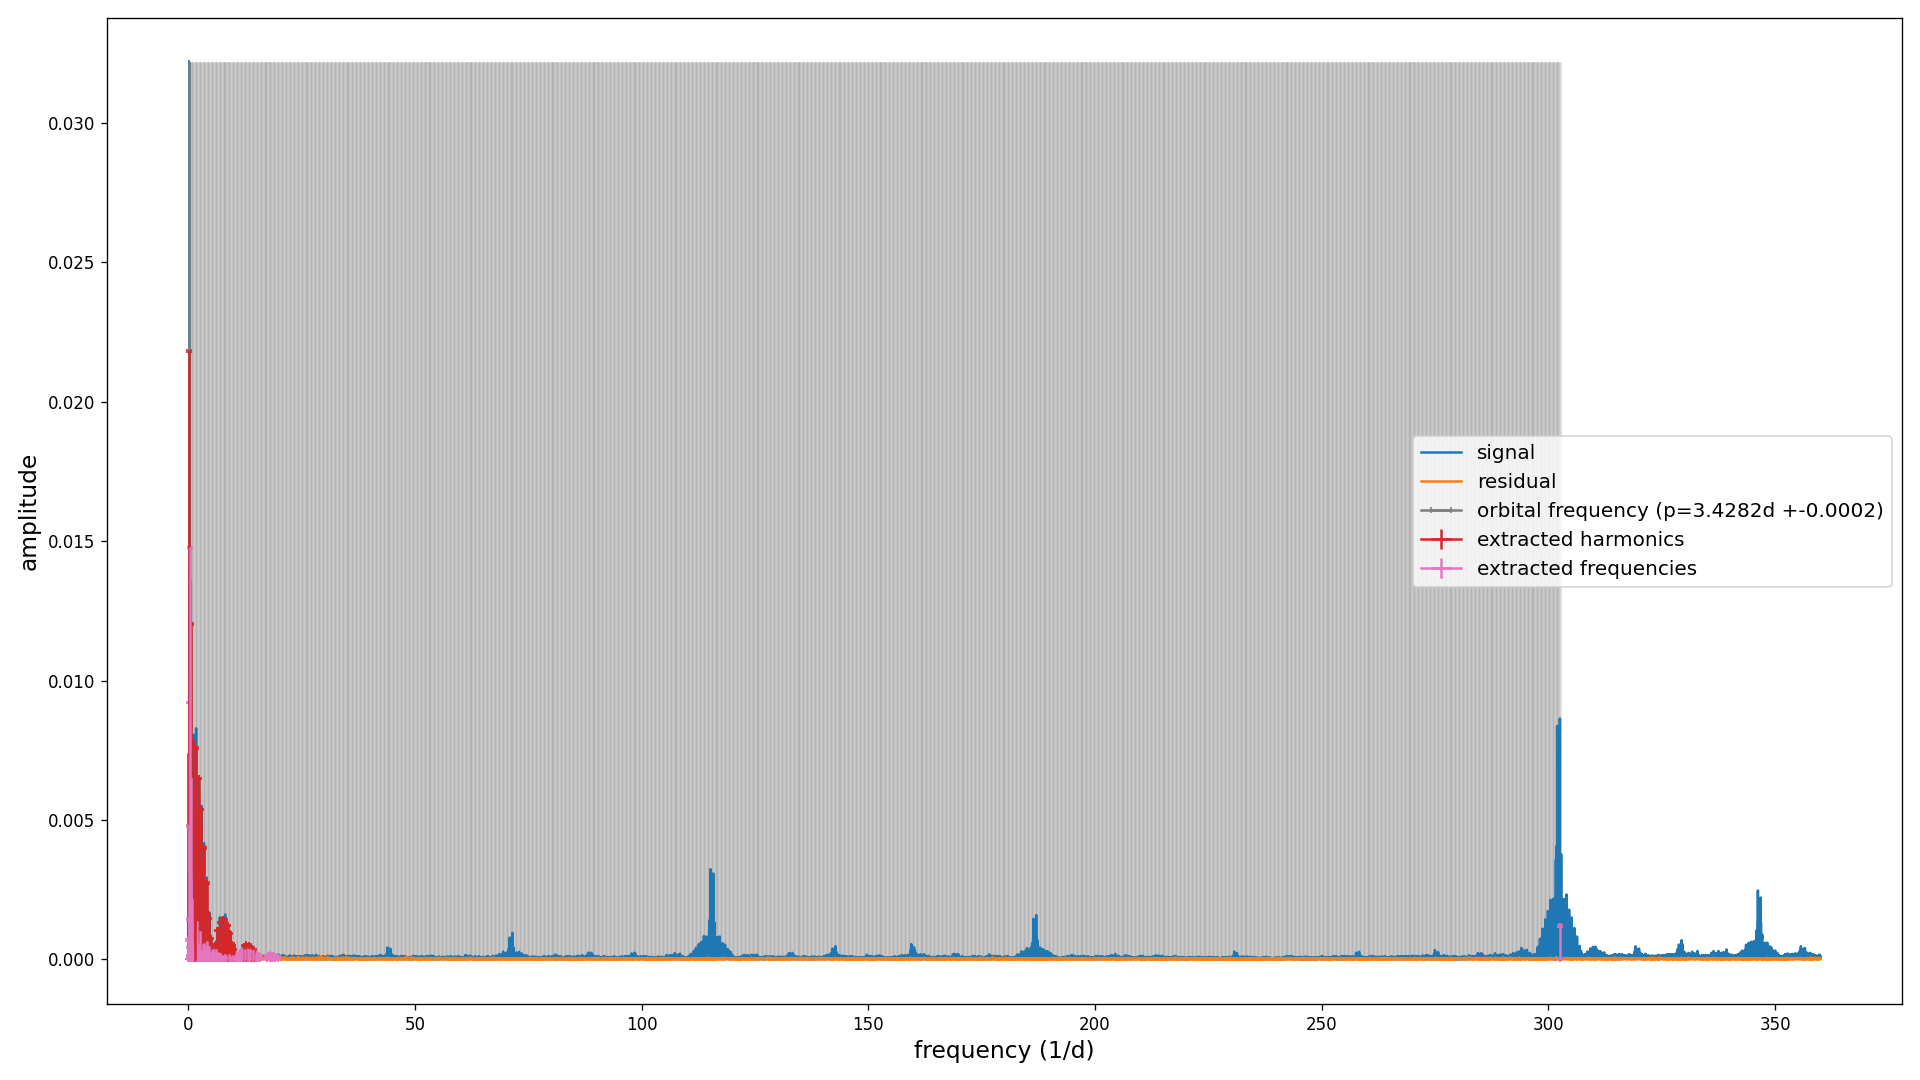 0.030
0.025
0.020
0.015
0.010
0.005
0.000
amplitude
0
50
100
150
200
250
300
350
frequency (1/d)
signal
residual
orbital frequency (p=3.4282d +-0.0002)
extracted harmonics
extracted frequencies